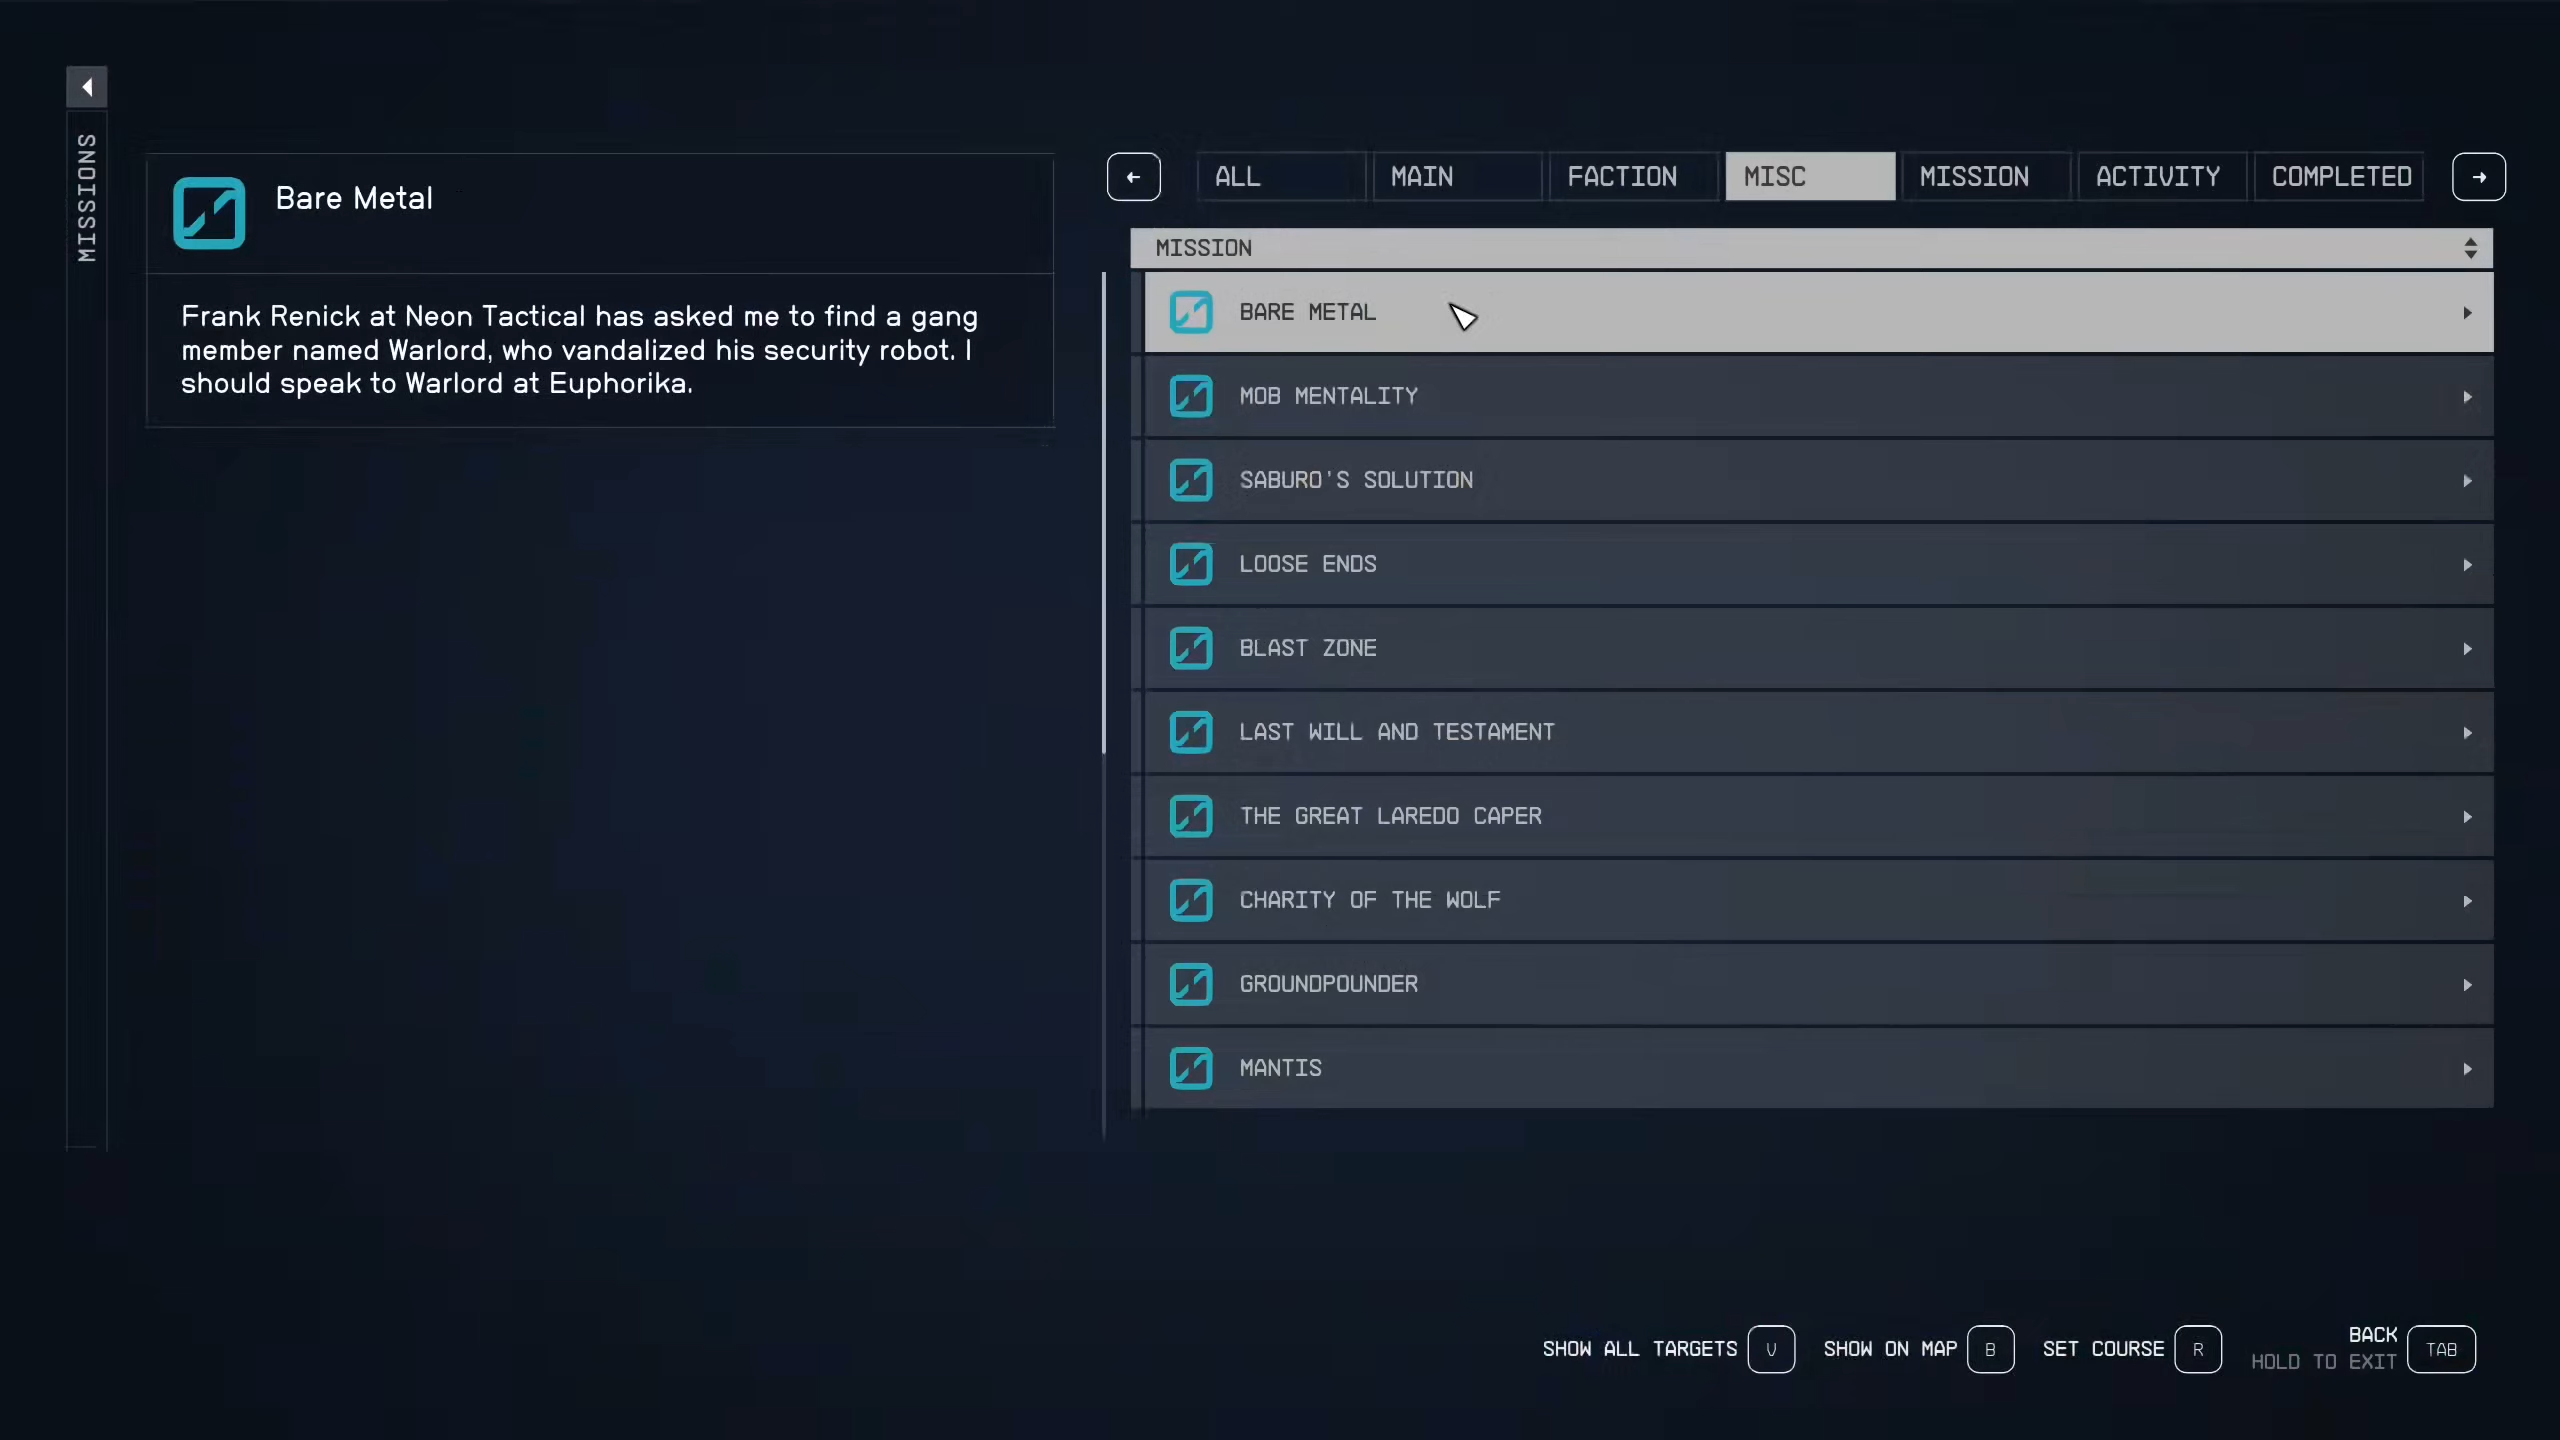 MISSIONS
Bare Metal
Frank Renick at Neon Tactical has asked me to find a gang
member named Warlord, who vandalized his security robot. I
should speak to Warlord at Euphorika.
ALL
MAIN
FACTION
MISC
MISSION
ACTIVITY
COMPLETED
MISSION
BARE METAL
MOB MENTALITY
SABURO'S SOLUTION
LOOSE ENDS
BLAST ZONE
LAST WILL AND TESTAMENT
THE GREAT LAREDO CAPER
CHARITY OF THE WOLF
GROUNDPOUNDER
MANTIS
SHOW ALL TARGETS V
SHOW ON MAP B
SET COURSE R
BACK
HOLD TO EXIT
TAB